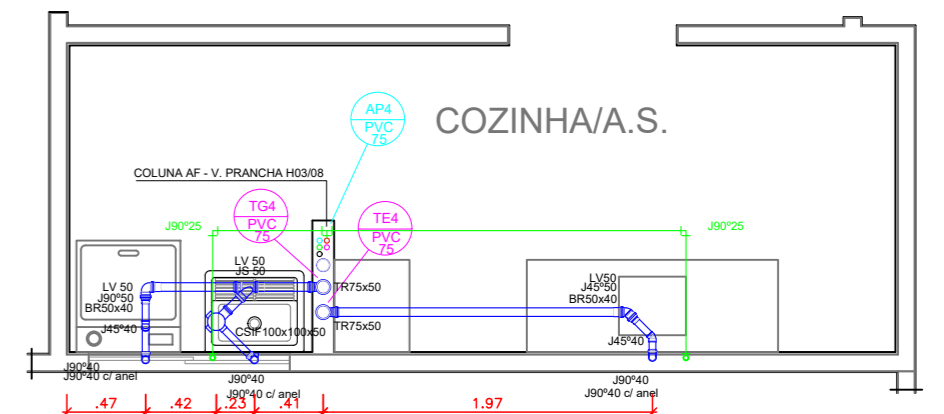 AP4
PVC
75
COZINHA/A.S.
COLUNA AF - V. PRANCHA H03/08
TG4
PVC
75
TE4
PVC
75
J90º25
J90º25
LV 50
JS 50
LV 50
J90º50
BR50x40
J45º40
TR75x50
CSIF100x100x50
TR75x50
LV50
J45º50
BR50x40
J45º40
J90º40
J90º40 c/ anel
J90º40
J90º40 c/ anel
J90º40
J90º40 c/ anel
.47
.42
.23
.41
1.97